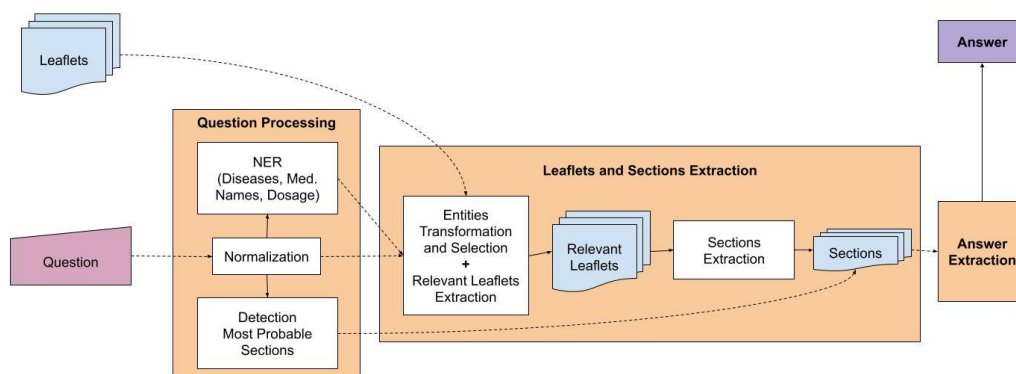 Leaflets
Answer
Question Processing
NER
(Diseases, Med.
Names, Dosage)
Leaflets and Sections Extraction
Question
Normalization
Entities
Transformation
and Selection
+
Relevant Leaflets
Extraction
Relevant
Leaflets
Sections
Extraction
Sections
Answer
Extraction
Detection
Most Probable
Sections